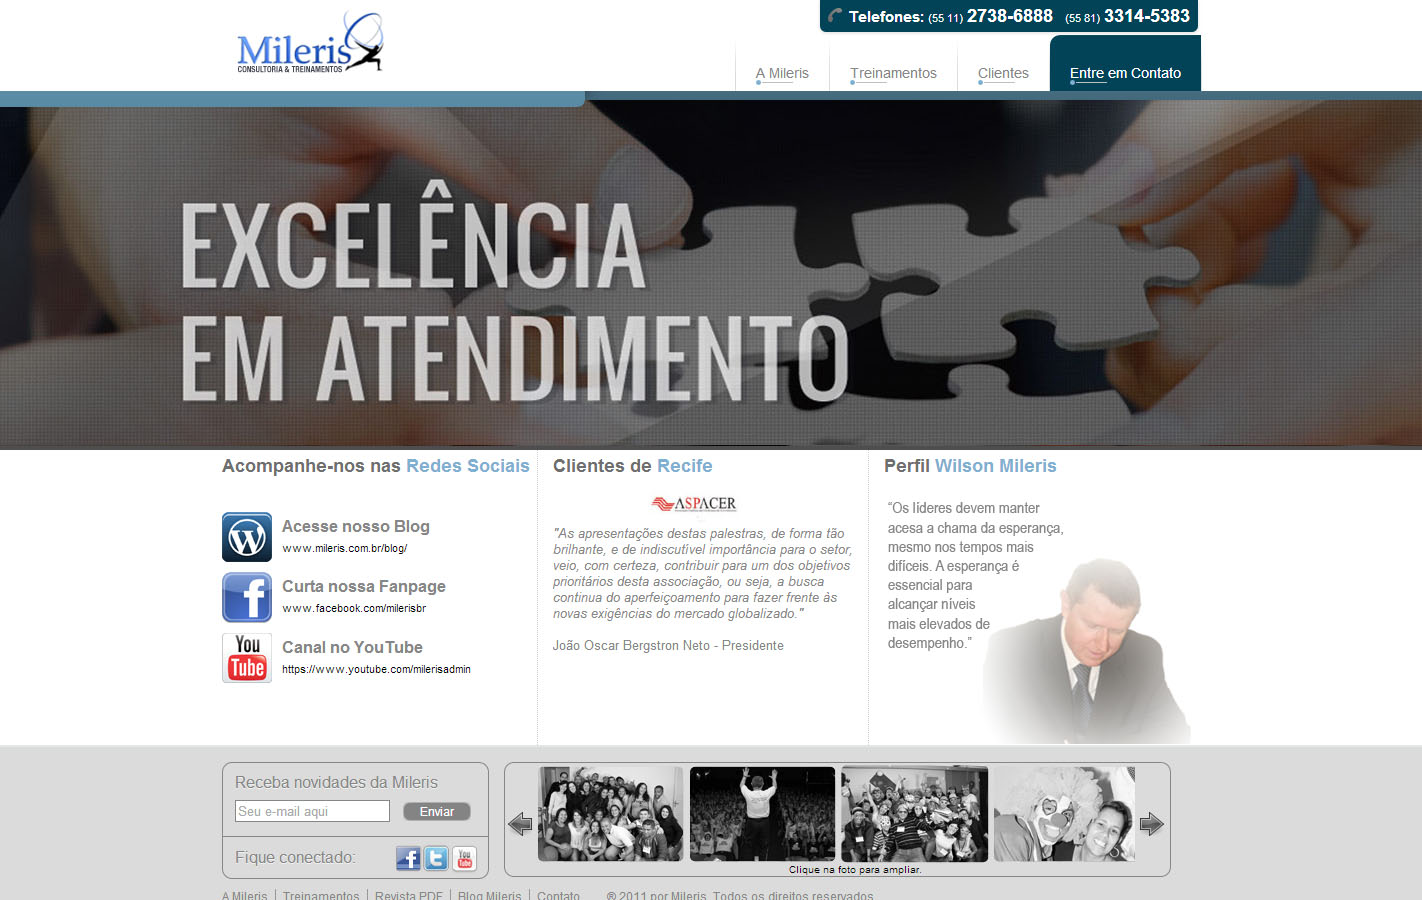 Mileris
CONSULTORIA & TREINAMENTOS
Telefones: (55 11) 2738-6888 (55 81) 3314-5383
A Mileris
Treinamentos
Clientes
Entre em Contato
EXCELÊNCIA
EM ATENDIMENTO
Acompanhe-nos nas Redes Sociais
Acesse nosso Blog
www.mileris.com.br/blog/
Curta nossa Fanpage
www.facebook.com/milerisbr
You
Tube
Canal no YouTube
https://www.youtube.com/milerisadmin
Clientes de Recife
ASPACER
"As apresentações destas palestras, de forma tão
brilhante, e de indiscutível importância para o setor,
veio, com certeza, contribuir para um dos objetivos
prioritários desta associação, ou seja, a busca
continua do aperfeiçoamento para fazer frente às
novas exigências do mercado globalizado."
João Oscar Bergstron Neto - Presidente
Perfil Wilson Mileris
“Os líderes devem manter
acesa a chama da esperança,
mesmo nos tempos mais
difíceis. A esperança é
essencial para
alcançar níveis
mais elevados de
desempenho.”
Receba novidades da Mileris
Seu e-mail aqui
Enviar
Fique conectado:
You
Tube
Clique na foto para ampliar.
A Mileris
Treinamentos
Revista PDF
Blog Mileris
Contato
® 2011 por Mileris. Todos os direitos reservados